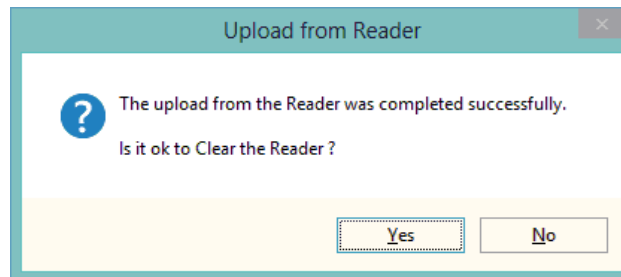 Upload from Reader
The upload from the Reader was completed successfully.
Is it ok to Clear the Reader ?
Yes
No